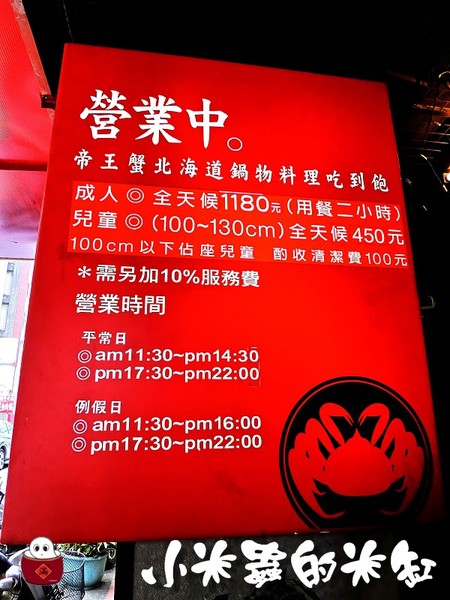 營業中。
帝王蟹北海道鍋物料理吃到飽
成人◎全天候1180元(用餐二小時)
兒童◎(100~130cm)全天候450元
100cm以下佔座兒童 酌收清潔費100元
*需另加10%服務費
營業時間
平常日
◎am11:30~pm14:30
◎pm17:30~pm22:00
例假日
◎am11:30~pm16:00
◎pm17:30~pm22:00
小米蟲的米缸